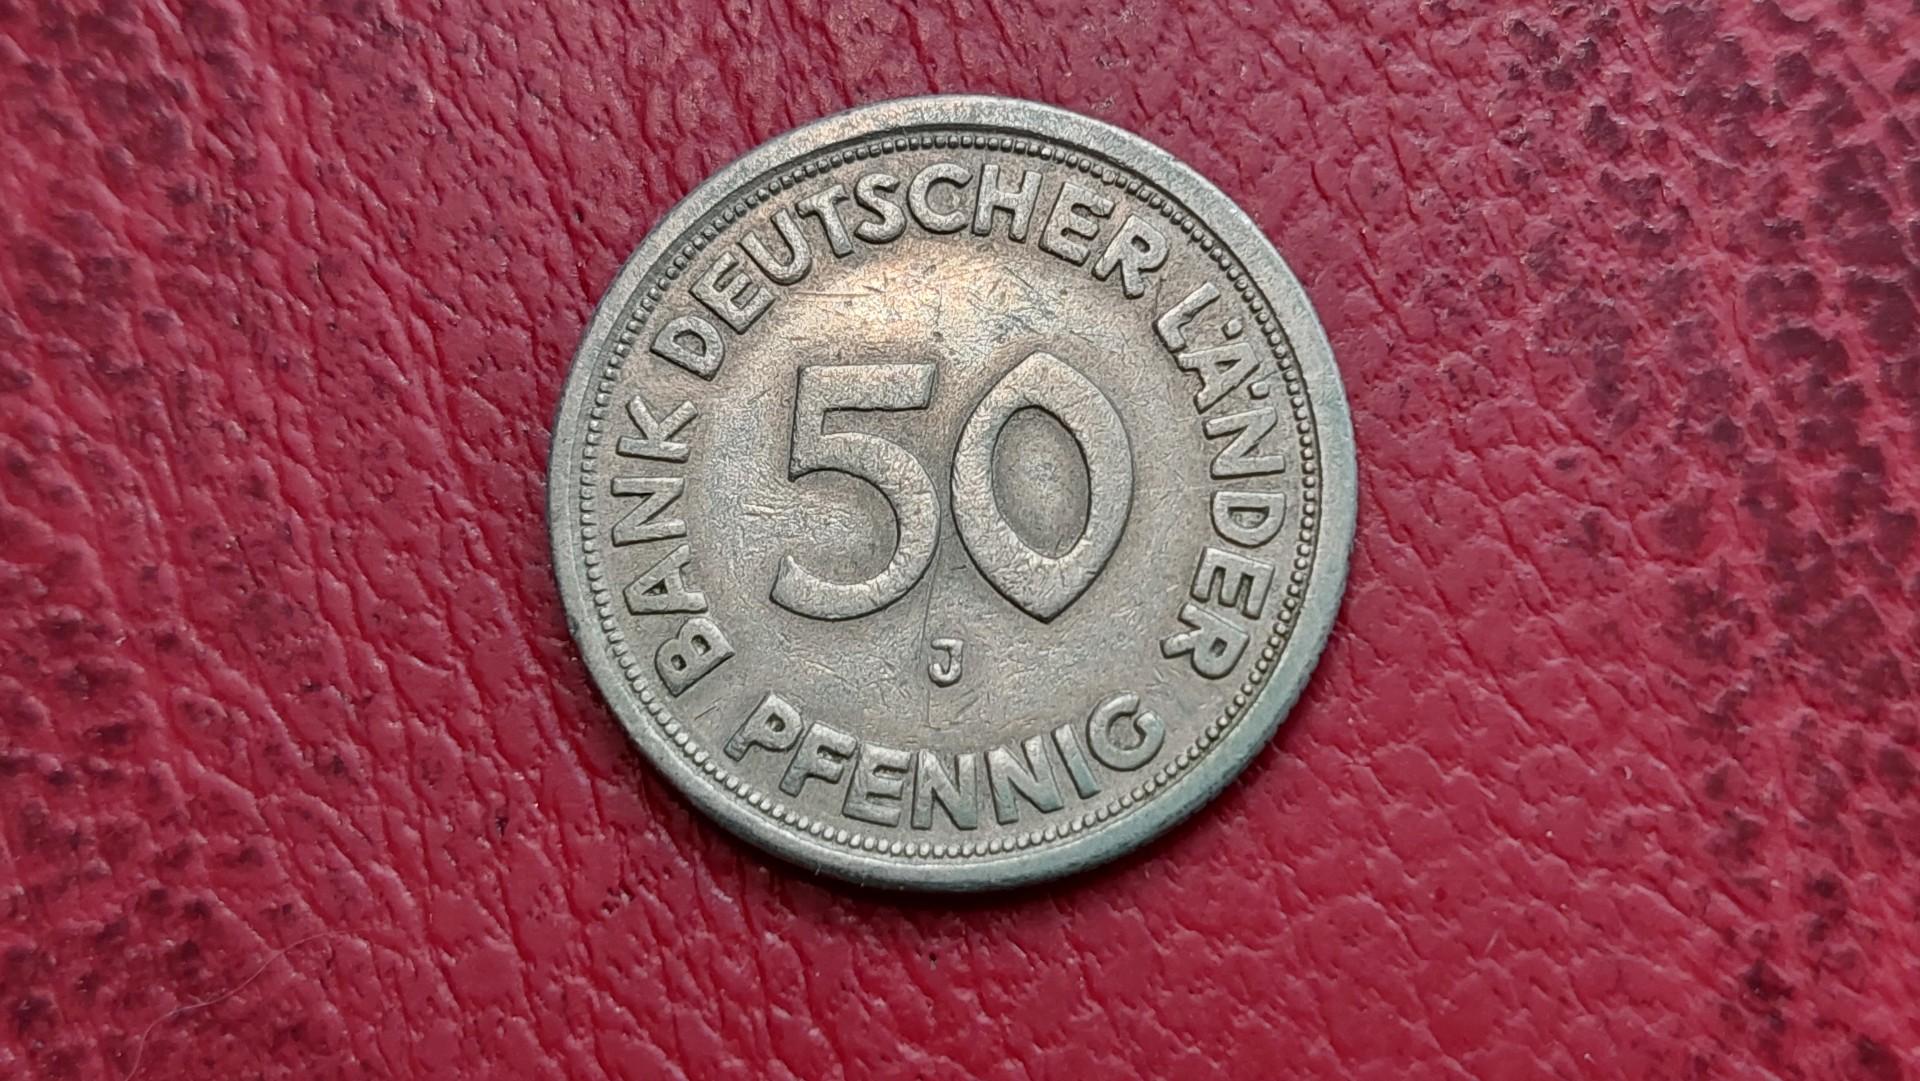 BANK DEUTSCHER LÄNDER
50
J
PFENNIG